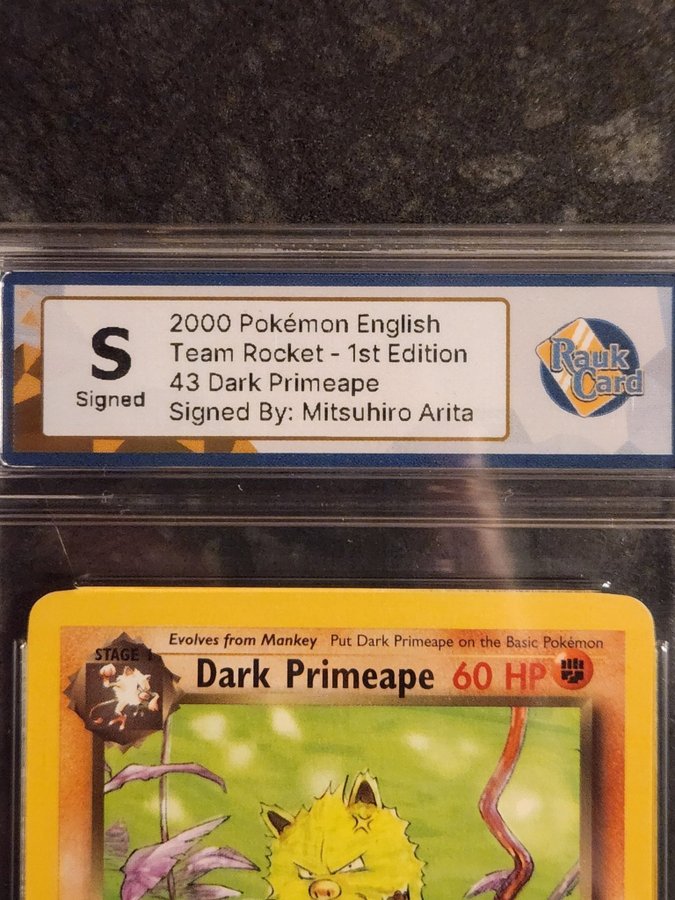 S
Signed
2000 Pokémon English
Team Rocket - 1st Edition
43 Dark Primeape
Signed By: Mitsuhiro Arita
Rauk
Card
Evolves from Mankey Put Dark Primeape on the Basic Pokémon
STAGE 1
Dark Primeape 60 HP